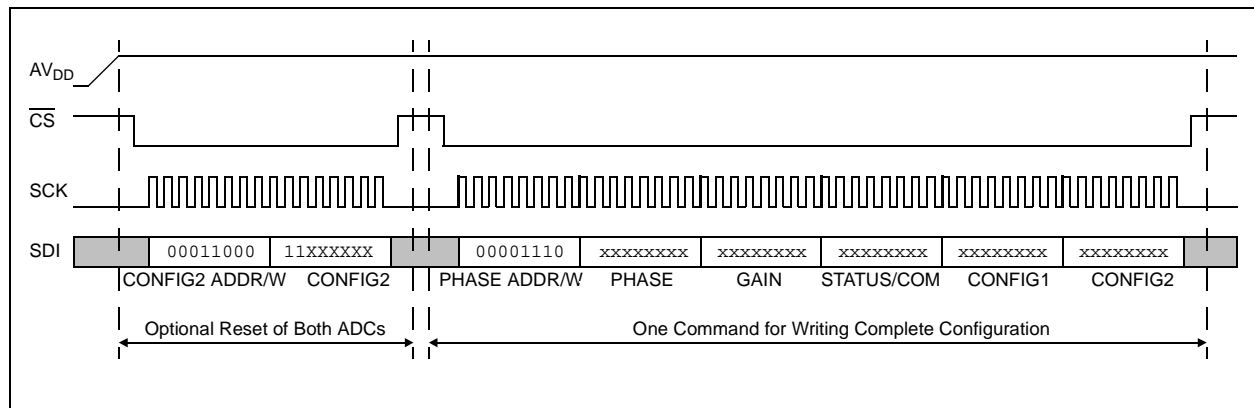 AVDD
CS
SCK
SDI 00011000 11XXXXXX 00001110 xxxxxxxx xxxxxxxx xxxxxxxx xxxxxxxx xxxxxxxx
CONFIG2 ADDR/W CONFIG2 PHASE ADDR/W PHASE GAIN STATUS/COM CONFIG1 CONFIG2
Optional Reset of Both ADCs One Command for Writing Complete Configuration